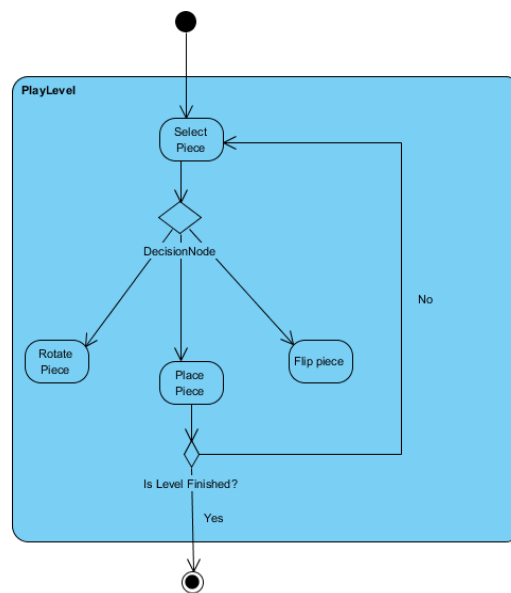 PlayLevel
Select
Piece
DecisionNode
No
Rotate
Piece
Place
Piece
Flip piece
Is Level Finished?
Yes